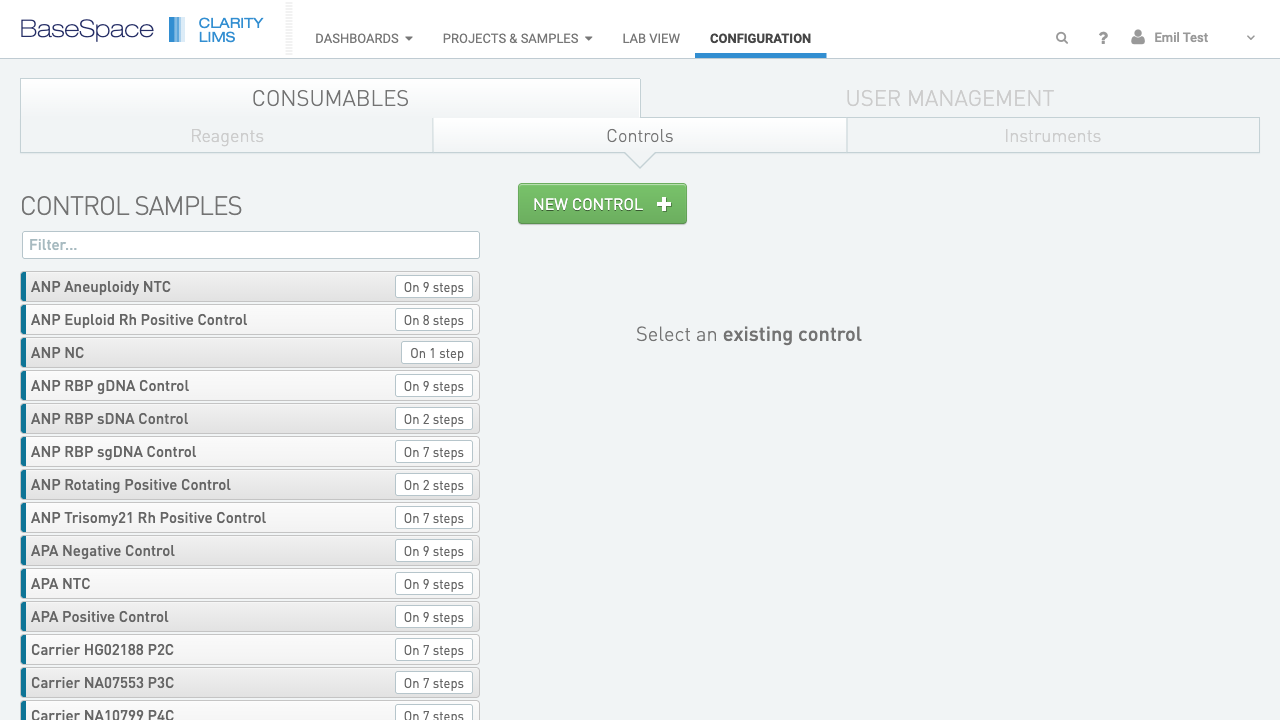 BaseSpace CLARITY LIMS
DASHBOARDS PROJECTS & SAMPLES LAB VIEW CONFIGURATION ? Emil Test
CONSUMABLES USER MANAGEMENT
Reagents Controls Instruments
CONTROL SAMPLES
NEW CONTROL
Filter...
Select an existing control
ANP Aneuploidy NTC On 9 steps
ANP Euploid Rh Positive Control On 8 steps
ANP NC On 1 step
ANP RBP gDNA Control On 9 steps
ANP RBP sDNA Control On 2 steps
ANP RBP sgDNA Control On 7 steps
ANP Rotating Positive Control On 2 steps
ANP Trisomy21 Rh Positive Control On 7 steps
APA Negative Control On 9 steps
APA NTC On 9 steps
APA Positive Control On 9 steps
Carrier HG02188 P2C On 7 steps
Carrier NA07553 P3C On 7 steps
Carrier NA10799 P4C On 7 steps